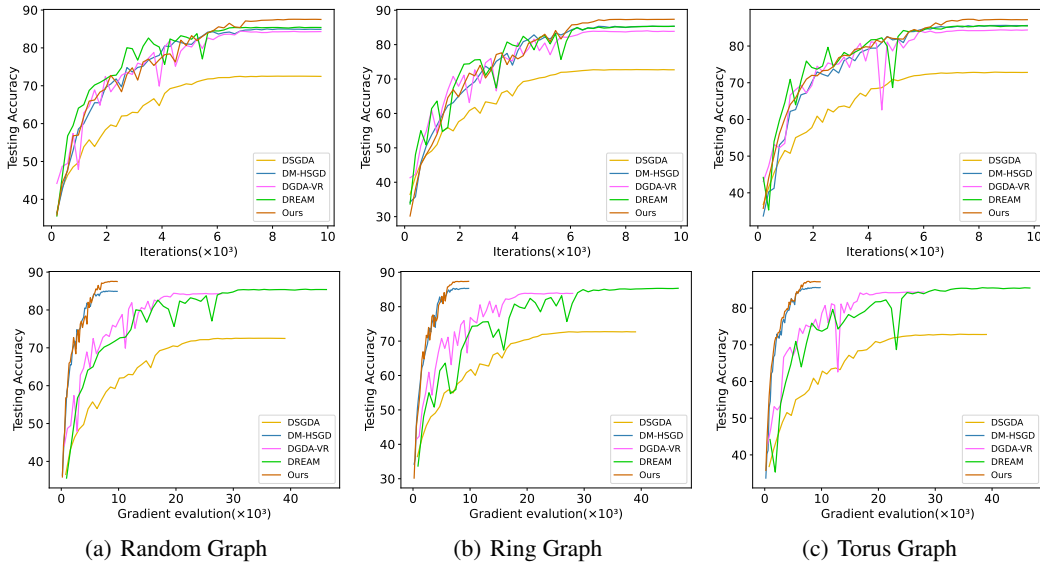 90
80
70
60
50
40
Testing Accuracy
0 2 4 6 8 10
Iterations(×10³)
DSGDA
DM-HSGD
DGDA-VR
DREAM
Ours
90
80
70
60
50
40
30
Testing Accuracy
0 2 4 6 8 10
Iterations(×10³)
DSGDA
DM-HSGD
DGDA-VR
DREAM
Ours
80
70
60
50
40
Testing Accuracy
0 2 4 6 8 10
Iterations(×10³)
DSGDA
DM-HSGD
DGDA-VR
DREAM
Ours
90
80
70
60
50
40
Testing Accuracy
0 10 20 30 40
Gradient evalution(×10³)
DSGDA
DM-HSGD
DGDA-VR
DREAM
Ours
90
80
70
60
50
40
30
Testing Accuracy
0 10 20 30 40
Gradient evalution(×10³)
DSGDA
DM-HSGD
DGDA-VR
DREAM
Ours
80
70
60
50
40
Testing Accuracy
0 10 20 30 40
Gradient evalution(×10³)
DSGDA
DM-HSGD
DGDA-VR
DREAM
Ours
(a) Random Graph
(b) Ring Graph
(c) Torus Graph